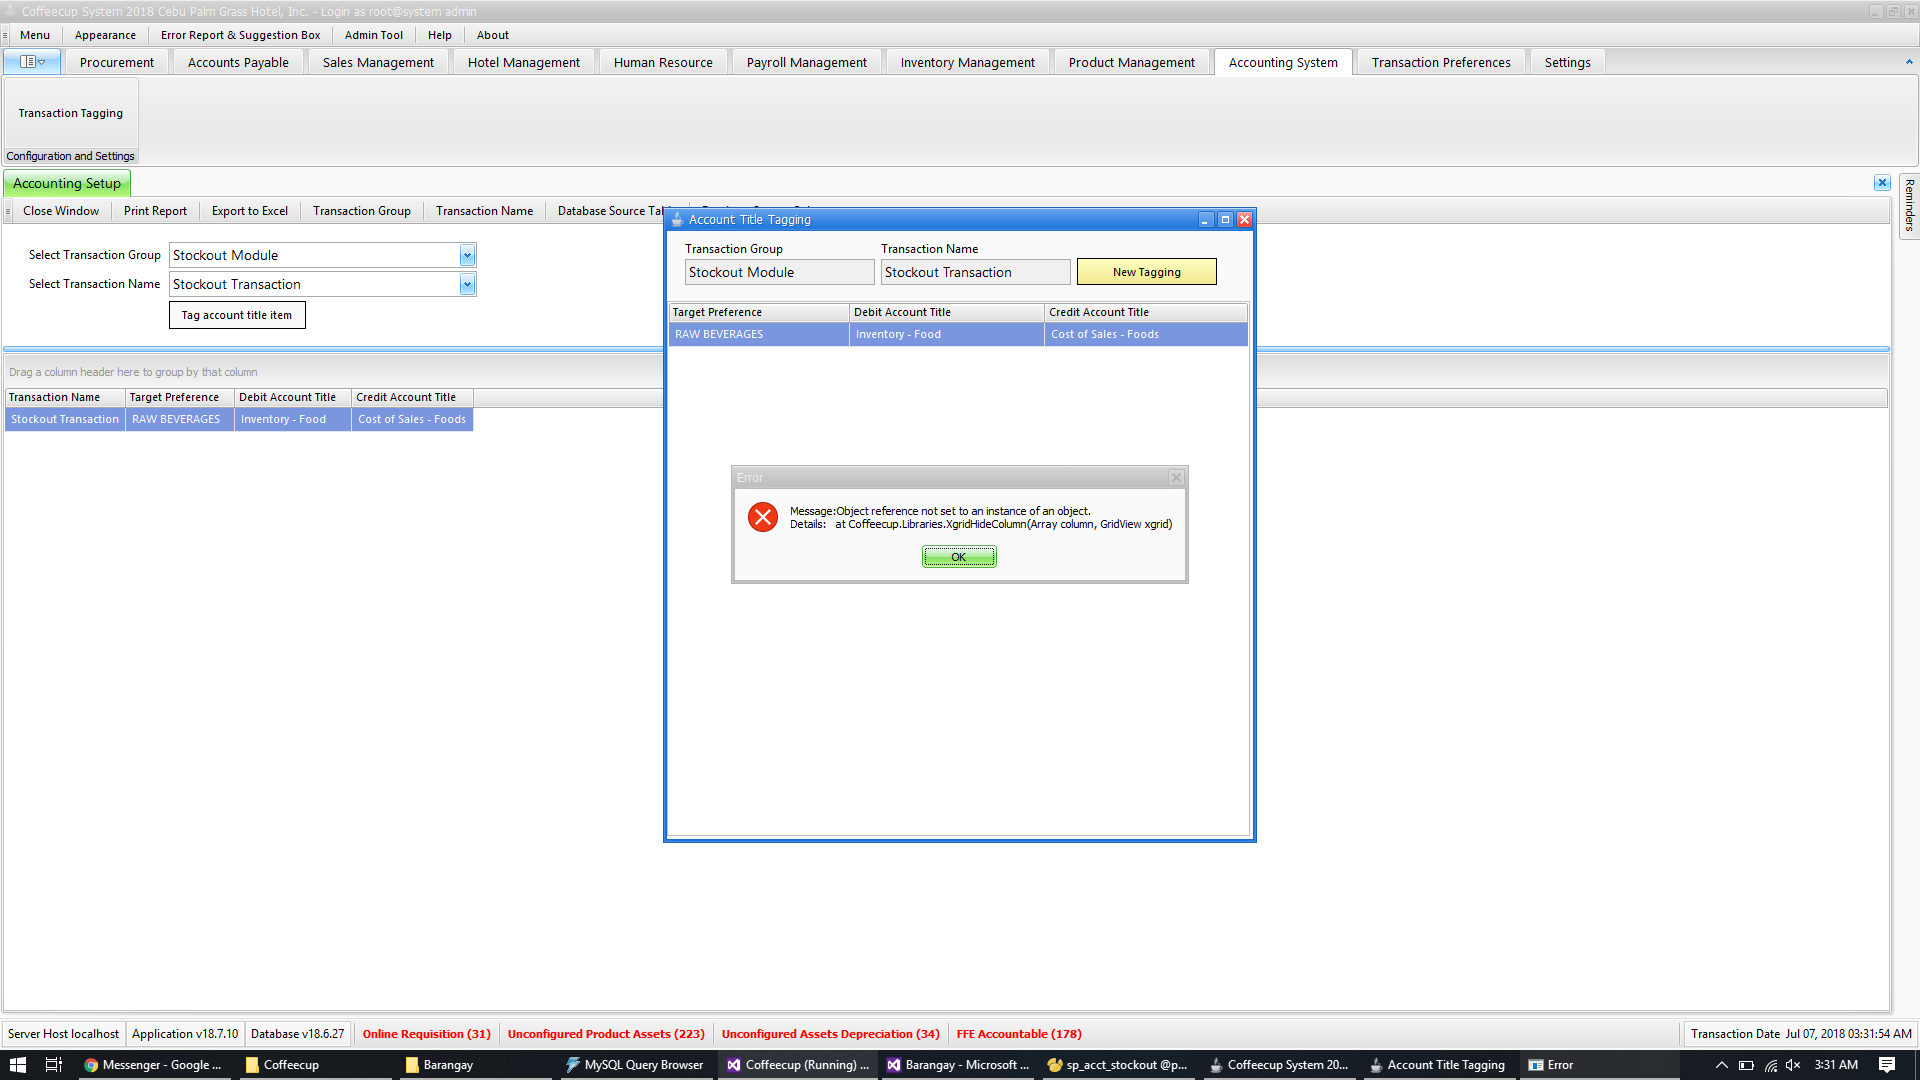 Coffeecup System 2018 Cebu Palm Grass Hotel, Inc. - Login as root@system admin
Menu Appearance Error Report & Suggestion Box Admin Tool Help About
Procurement Accounts Payable Sales Management Hotel Management Human Resource Payroll Management Inventory Management Product Management Accounting System Transaction Preferences Settings
Transaction Tagging
Configuration and Settings
Accounting Setup
Reminders
Close Window Print Report Export to Excel Transaction Group Transaction Name Database Source
Select Transaction Group Stockout Module
Select Transaction Name Stockout Transaction
Tag account title item
Drag a column header here to group by that column
Transaction Name Target Preference Debit Account Title Credit Account Title
Stockout Transaction RAW BEVERAGES Inventory - Food Cost of Sales - Foods
Account Title Tagging
Transaction Group Transaction Name
Stockout Module Stockout Transaction New Tagging
Target Preference Debit Account Title Credit Account Title
RAW BEVERAGES Inventory - Food Cost of Sales - Foods
Error
Message:Object reference not set to an instance of an object.
Details: at Coffeecup.Libraries.XgridHideColumn(Array column, GridView xgrid)
OK
Server Host localhost Application v18.7.10 Database v18.6.27 Online Requisition (31) Unconfigured Product Assets (223) Unconfigured Assets Depreciation (34) FFE Accountable (178) Transaction Date Jul 07, 2018 03:31:54 AM
Messenger - Google ... Coffeecup Barangay MySQL Query Browser Coffeecup (Running) ... Barangay - Microsoft ... sp_acct_stockout @p... Coffeecup System 20... Account Title Tagging Error 3:31 AM